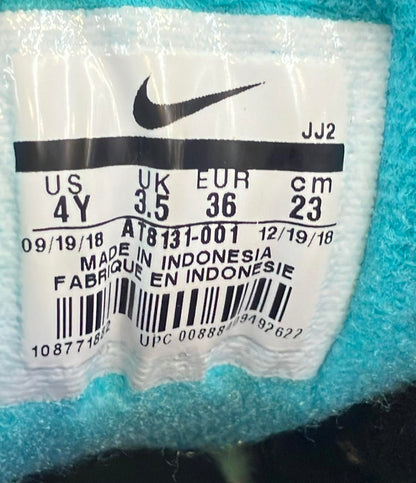 JJ2
US UK EUR cm
4Y 3.5 36 23
09/19/18 AT8131-001 12/19/18
MADE IN INDONESIA
FABRIQUE EN INDONESIE
UPC